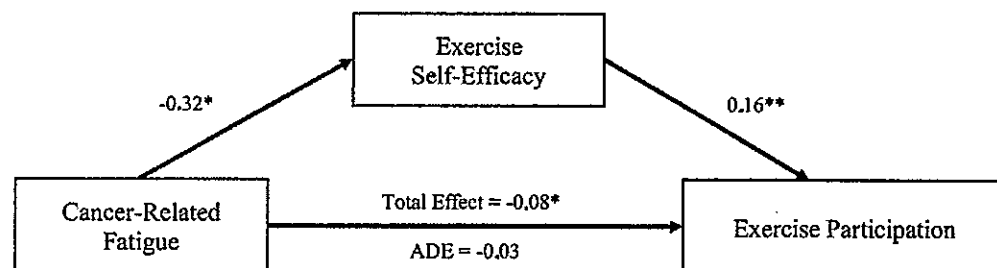 Exercise
Self-Efficacy
-0.32*
0.16**
Cancer-Related
Fatigue
Total Effect = -0.08*
ADE = -0.03
Exercise Participation